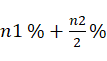 n1 % + n2/2 %